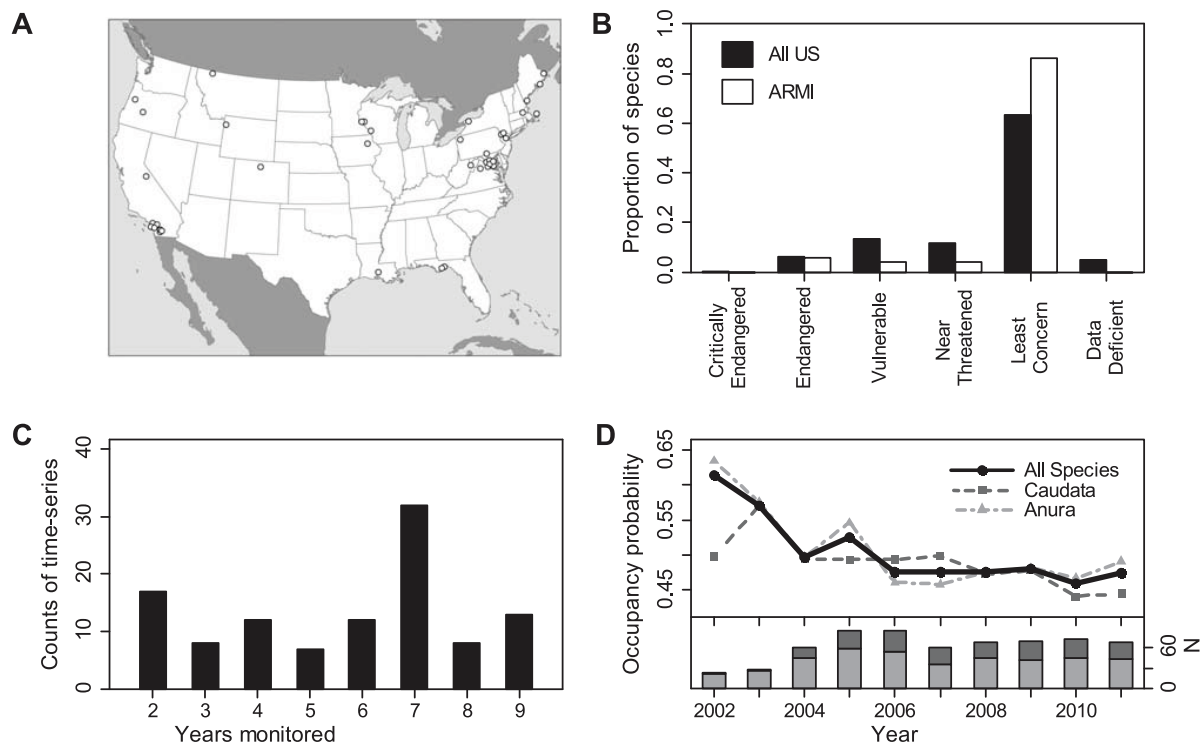 A
B
Proportion of species
1.0
0.8
0.6
0.4
0.2
0.0
All US
ARMI
Critically
Endangered
Endangered
Vulnerable
Near
Threatened
Least
Concern
Data
Deficient
C
Counts of time-series
40
30
20
10
0
2 3 4 5 6 7 8 9
Years monitored
D
Occupancy probability
0.65
0.55
0.45
All Species
Caudata
Anura
60
0
N
2002 2004 2006 2008 2010
Year